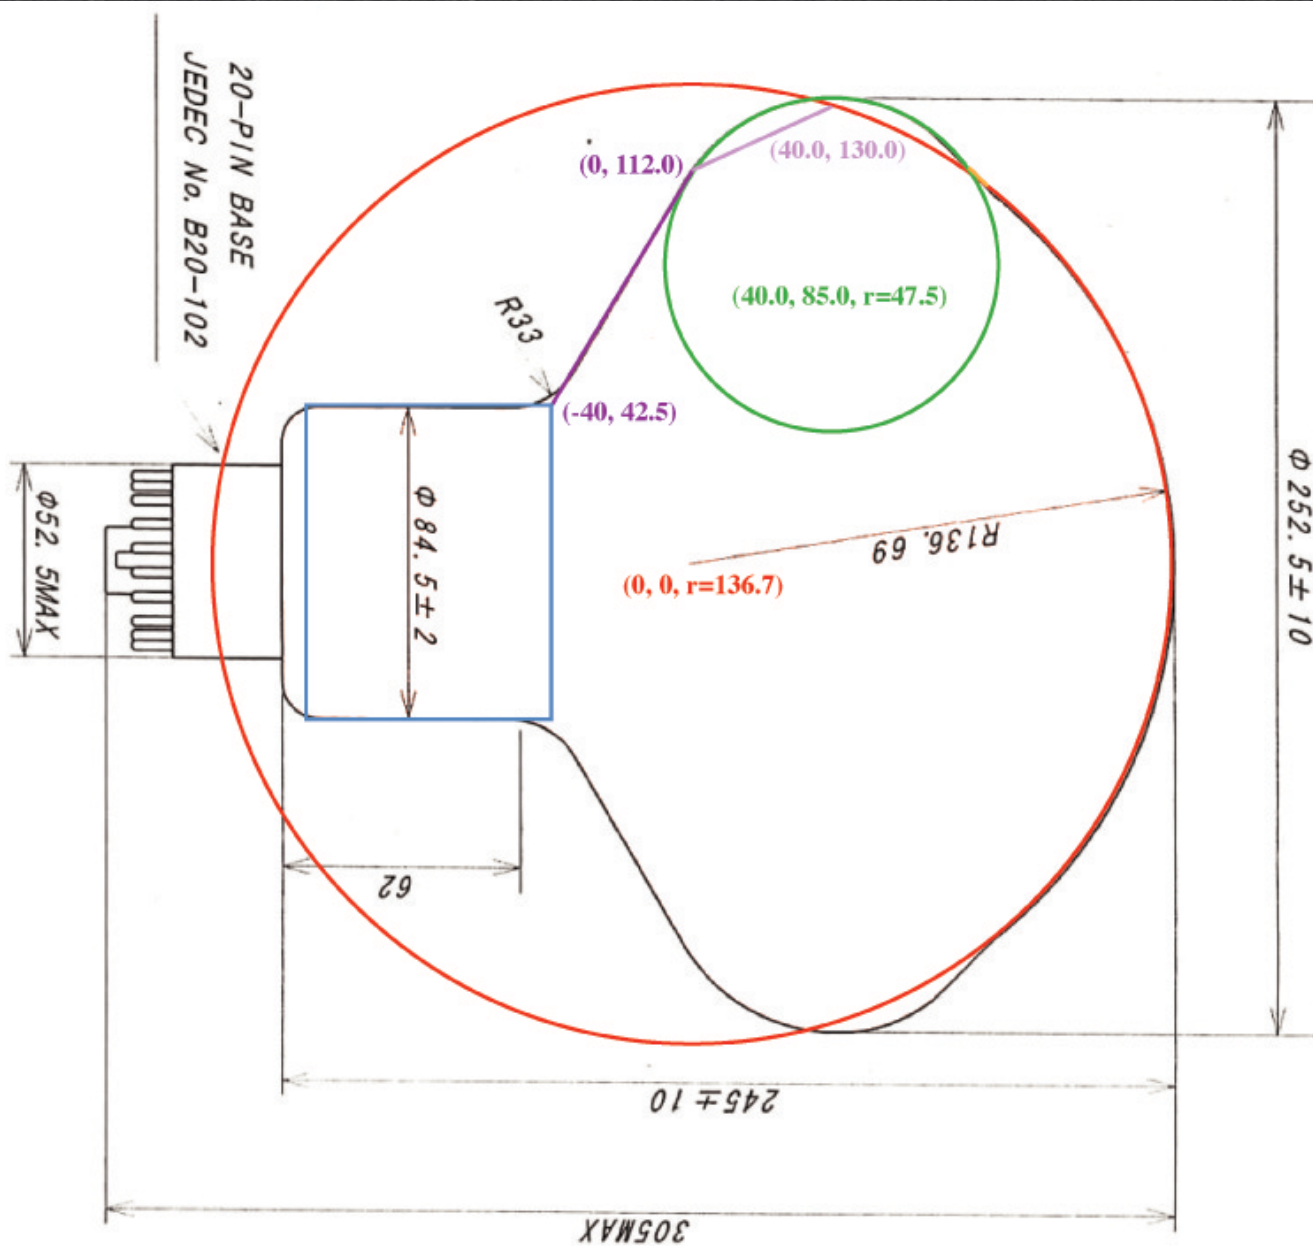 20-PIN BASE
JEDEC No. B20-102
(0, 112.0)
(40.0, 130.0)
(40.0, 85.0, r=47.5)
R33
(-40, 42.5)
Φ52. 5MAX
Φ 84. 5± 2
R136. 69
(0, 0, r=136.7)
Φ 252. 5± 10
62
245± 10
305MAX